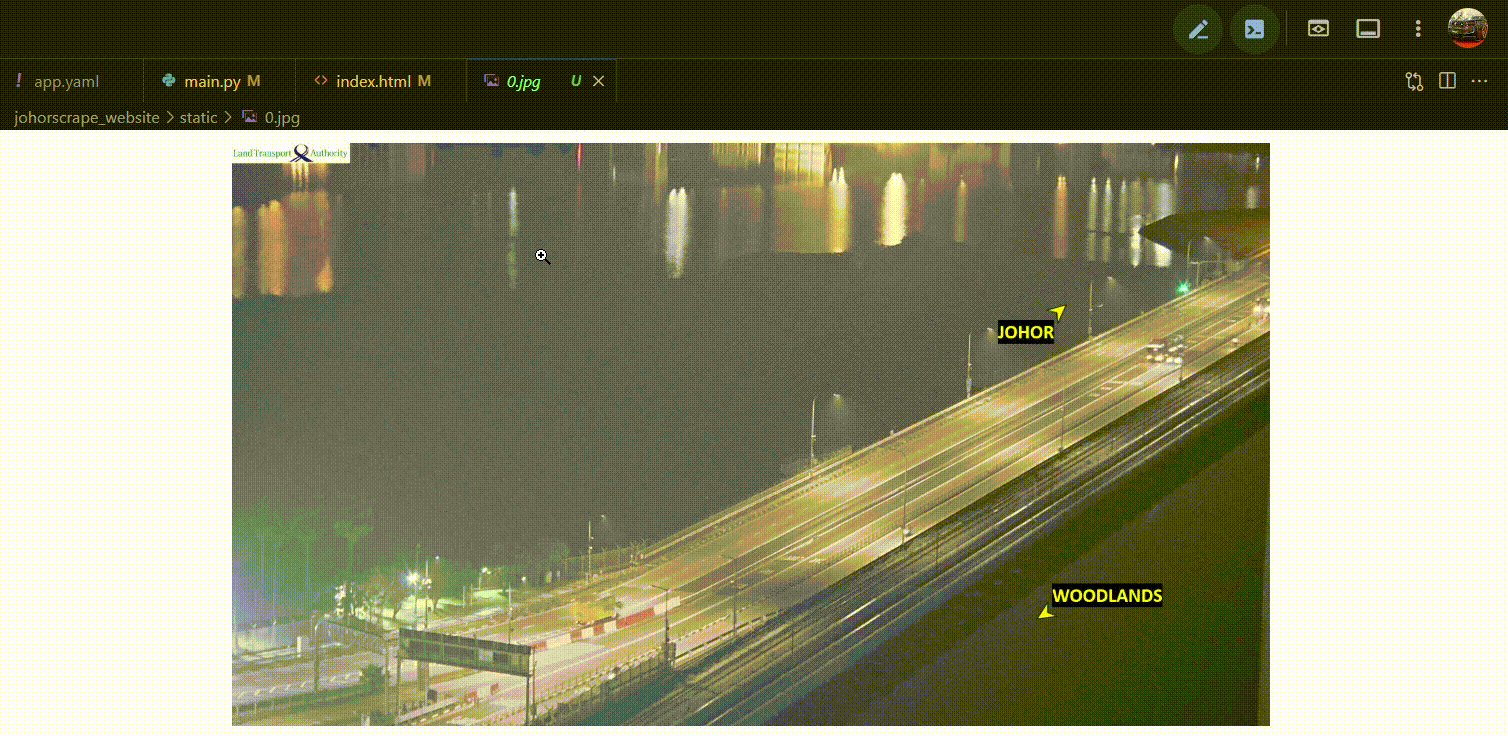 ! app.yaml main.py M <> index.html M 0.jpg U
johorscrape_website > static > 0.jpg
Land Transport Authority
JOHOR
WOODLANDS